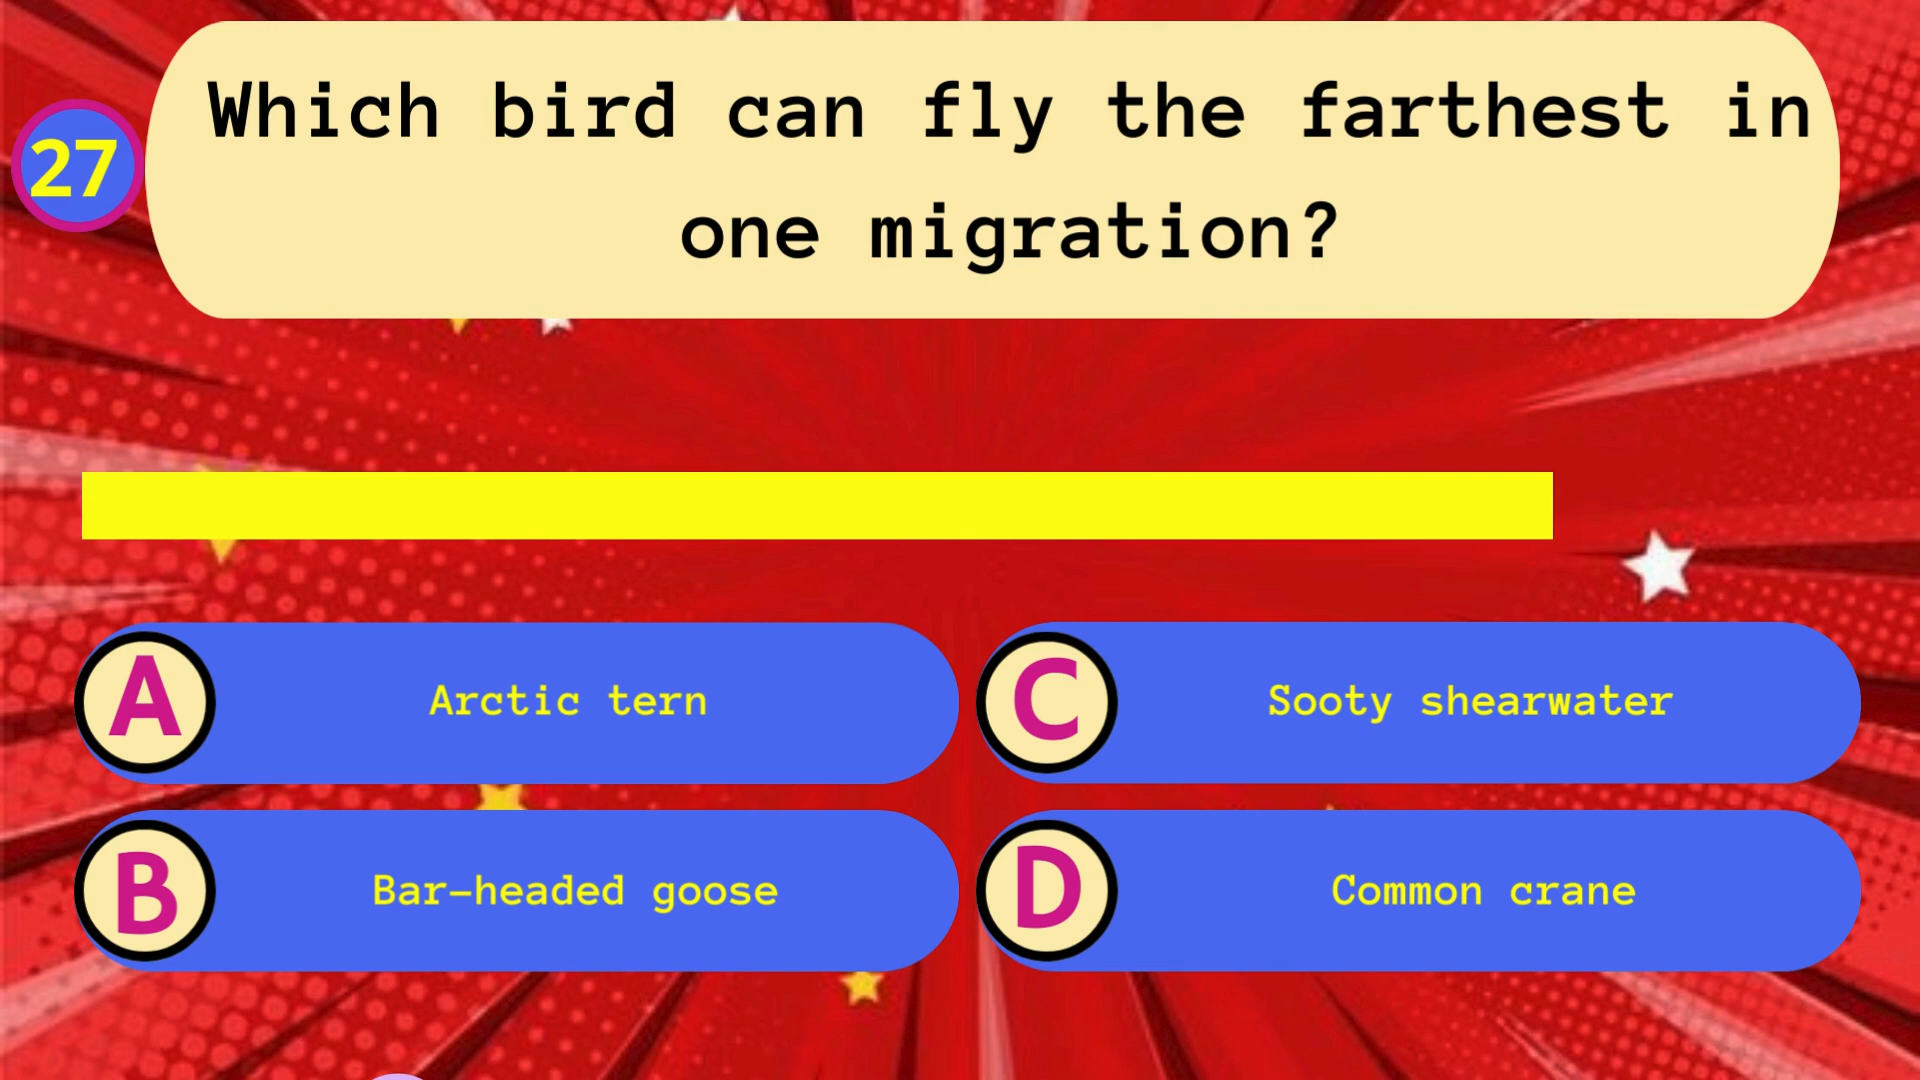 27
Which bird can fly the farthest in
one migration?
A Arctic tern
B Bar-headed goose
C Sooty shearwater
D Common crane